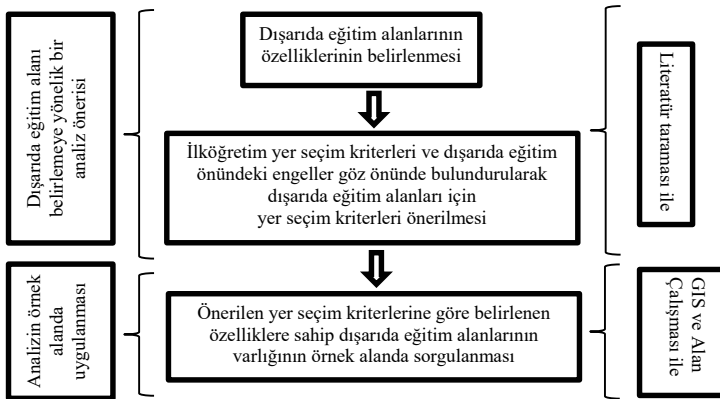 Dışarıda eğitim alanı
belirlemeye yönelik bir
analiz önerisi
Dışarıda eğitim alanlarının
özelliklerinin belirlenmesi
İlköğretim yer seçim kriterleri ve dışarıda eğitim
önündeki engeller göz önünde bulundurularak
dışarıda eğitim alanları için
yer seçim kriterleri önerilmesi
Literatür taraması ile
Analizin örnek
alanda
uygulanması
Önerilen yer seçim kriterlerine göre belirlenen
özelliklere sahip dışarıda eğitim alanlarının
varlığının örnek alanda sorgulanması
GIS ve Alan
Çalışması ile